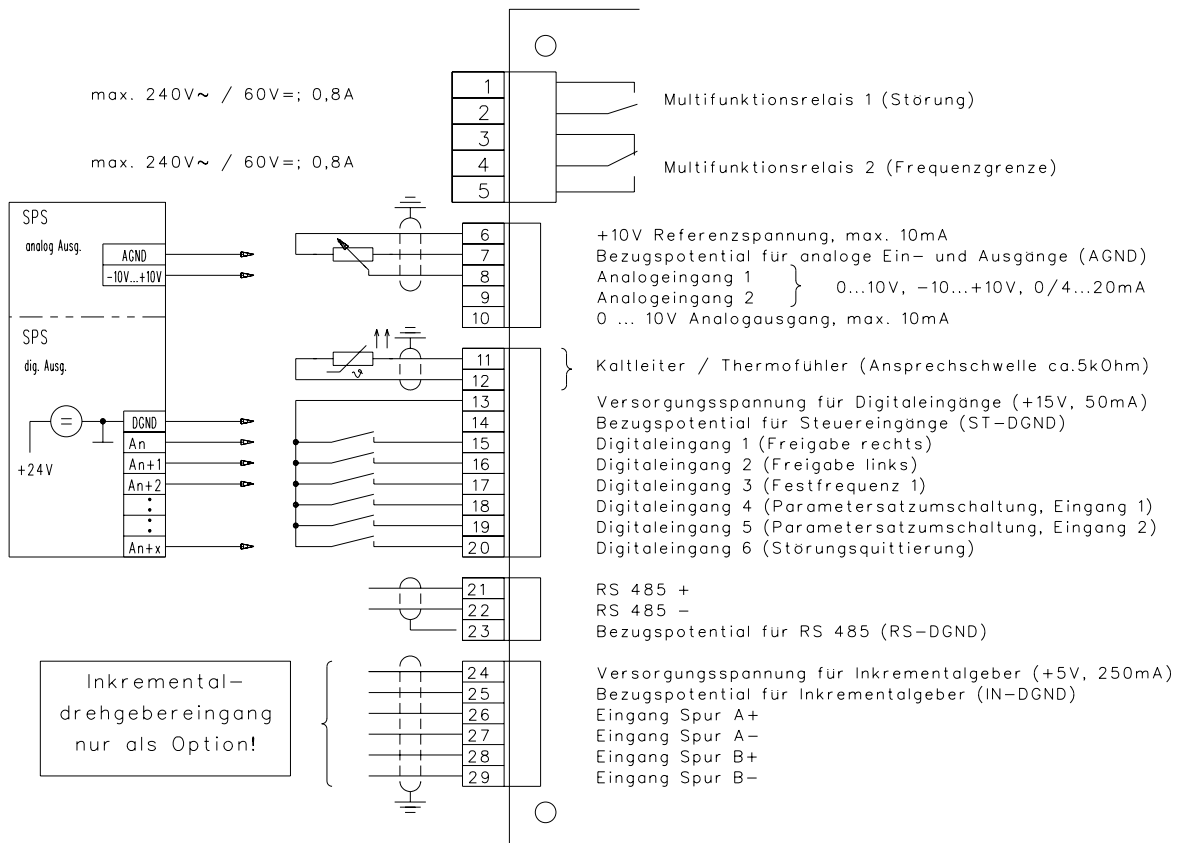 max. 240V~ / 60V=; 0,8A
1
2
Multifunktionsrelais 1 (Störung)
3
max. 240V~ / 60V=; 0,8A
4
5
Multifunktionsrelais 2 (Frequenzgrenze)
SPS
analog Ausg.
AGND
-10V...+10V
6
+10V Referenzspannung, max. 10mA
7
Bezugspotential für analoge Ein- und Ausgänge (AGND)
8
Analogeingang 1
9
Analogeingang 2
0...10V, -10...+10V, 0/4...20mA
10
0 ... 10V Analogausgang, max. 10mA
SPS
dig. Ausg.
+24V
DGND
An
An+1
An+2
An+x
11
12
Kaltleiter / Thermofühler (Ansprechschwelle ca.5kOhm)
13
Versorgungsspannung für Digitaleingänge (+15V, 50mA)
14
Bezugspotential für Steuereingänge (ST-DGND)
15
Digitaleingang 1 (Freigabe rechts)
16
Digitaleingang 2 (Freigabe links)
17
Digitaleingang 3 (Festfrequenz 1)
18
Digitaleingang 4 (Parametersatzumschaltung, Eingang 1)
19
Digitaleingang 5 (Parametersatzumschaltung, Eingang 2)
20
Digitaleingang 6 (Störungsquittierung)
21
RS 485 +
22
RS 485 -
23
Bezugspotential für RS 485 (RS-DGND)
Inkremental-
drehgebereingang
nur als Option!
24
Versorgungsspannung für Inkrementalgeber (+5V, 250mA)
25
Bezugspotential für Inkrementalgeber (IN-DGND)
26
Eingang Spur A+
27
Eingang Spur A-
28
Eingang Spur B+
29
Eingang Spur B-